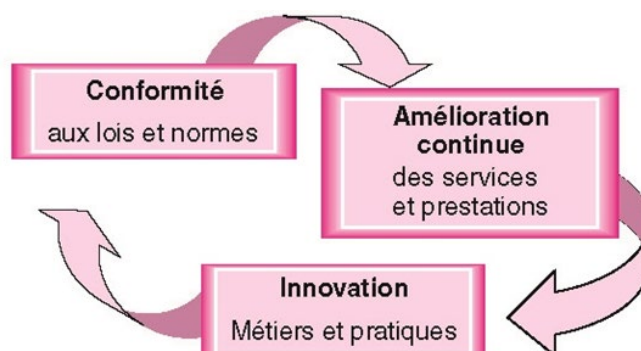 Conformité
aux lois et normes
Amélioration
continue
des services
et prestations
Innovation
Métiers et pratiques